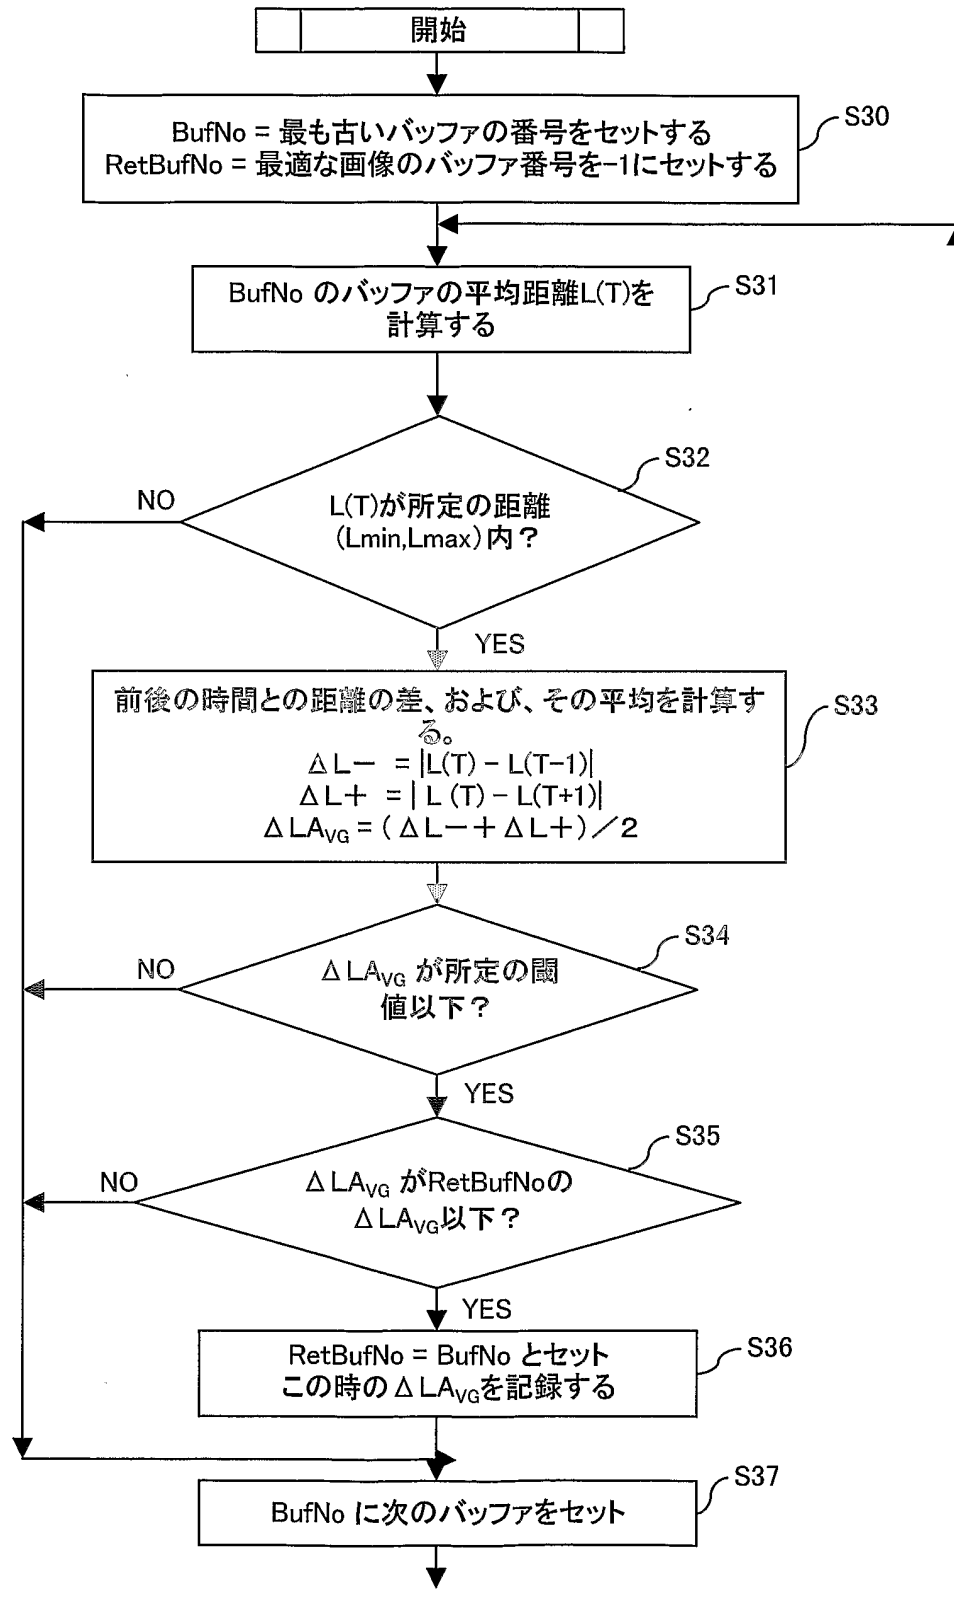 開始
BufNo = 最も古いバッファの番号をセットする
RetBufNo = 最適な画像のバッファ番号を-1にセットする
S30
BufNo のバッファの平均距離L(T)を
計算する
S31
L(T)が所定の距離
(Lmin,Lmax)内?
S32
NO
YES
前後の時間との距離の差、および、その平均を計算す
る。
ΔL− = |L(T) − L(T−1)|
ΔL+ = | L (T) − L(T+1)|
ΔLAVG = ( ΔL−+ΔL+)/2
S33
ΔLAVG が所定の閾
値以下?
S34
NO
YES
ΔLAVG がRetBufNoの
ΔLAVG以下?
S35
NO
YES
RetBufNo = BufNo とセット
この時のΔLAVGを記録する
S36
BufNo に次のバッファをセット
S37